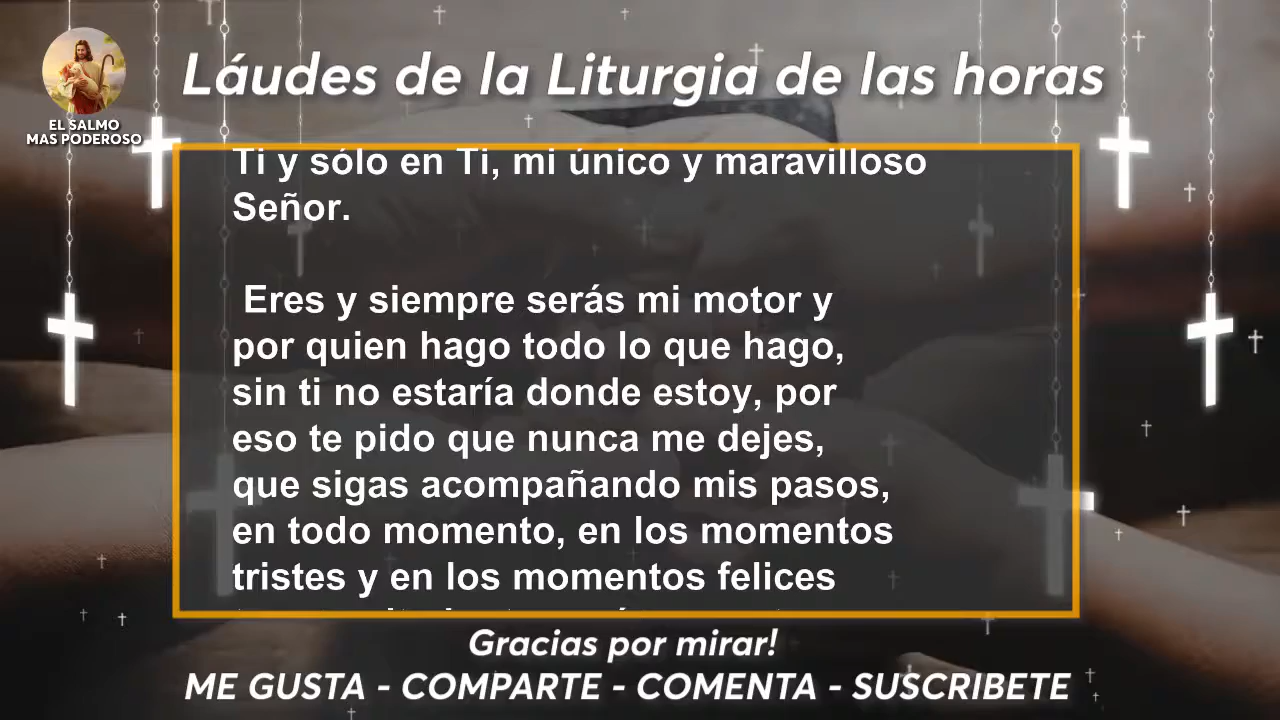 Láudes de la Liturgia de las horas
EL SALMO
MAS PODEROSO
Ti y sólo en Ti, mi único y maravilloso
Señor.
Eres y siempre serás mi motor y
por quien hago todo lo que hago,
sin ti no estaría donde estoy, por
eso te pido que nunca me dejes,
que sigas acompañando mis pasos,
en todo momento, en los momentos
tristes y en los momentos felices
Gracias por mirar!
ME GUSTA - COMPARTE - COMENTA - SUSCRIBETE